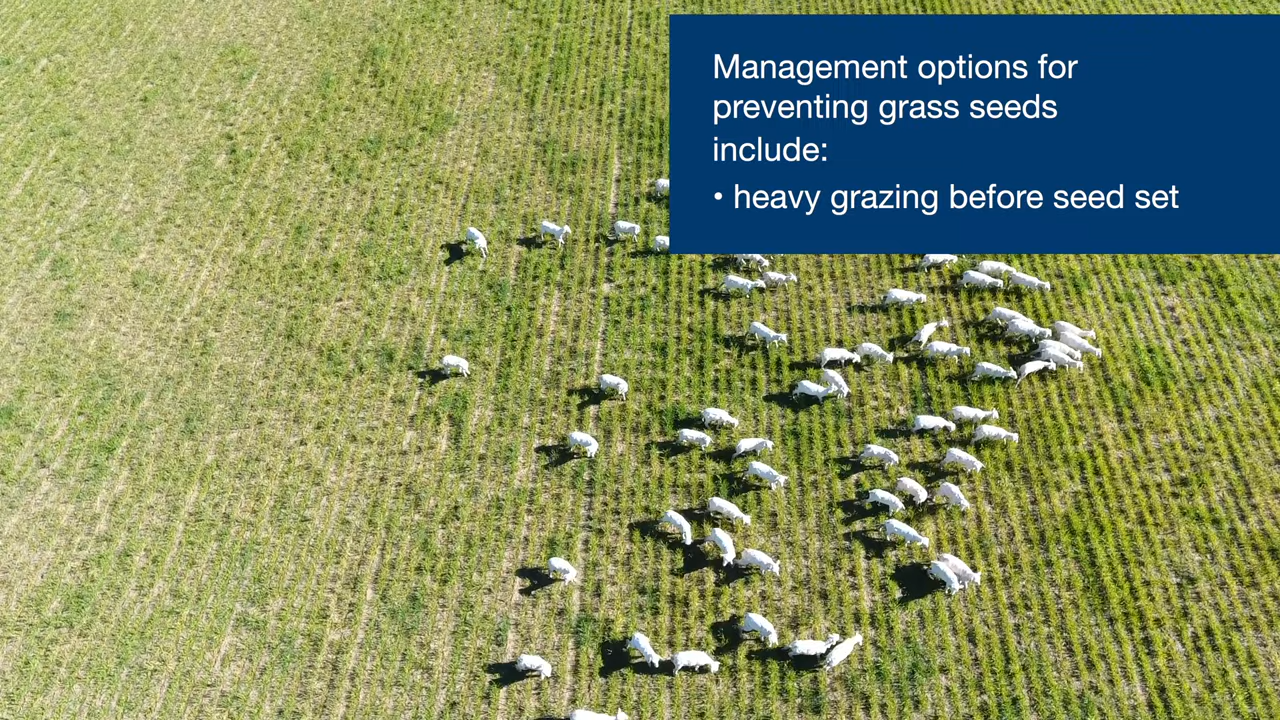 Management options for
preventing grass seeds
include:
• heavy grazing before seed set